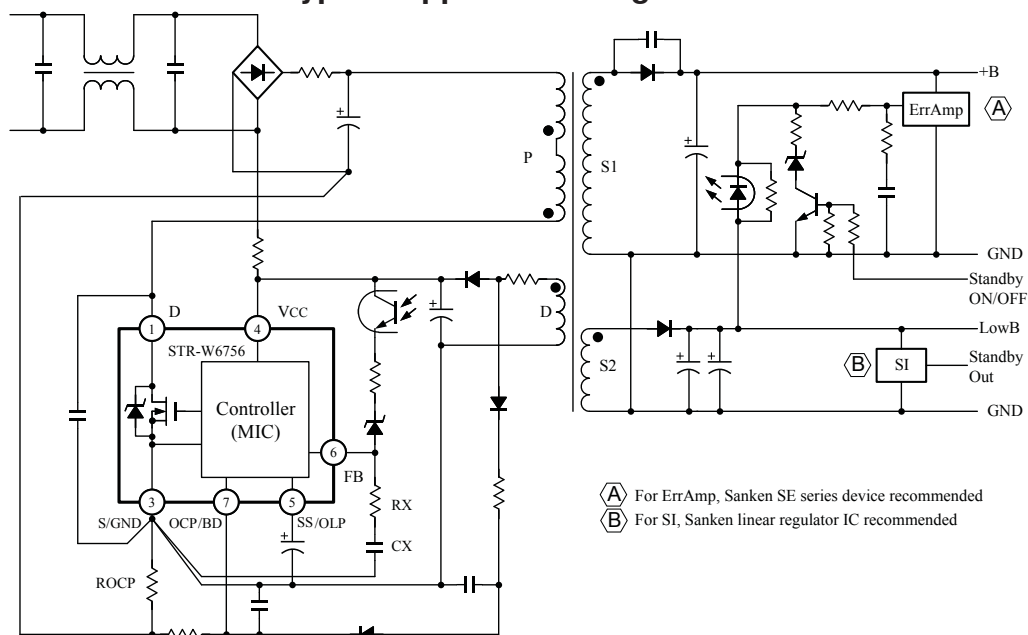 +B
ErrAmp
A
P
S1
GND
Standby
ON/OFF
D
VCC
D
1
4
STR-W6756
LowB
S2
B
SI
Standby
Out
Controller
(MIC)
GND
6
FB
3
7
5
S/GND
OCP/BD
SS/OLP
RX
CX
ROCP
A For ErrAmp, Sanken SE series device recommended
B For SI, Sanken linear regulator IC recommended